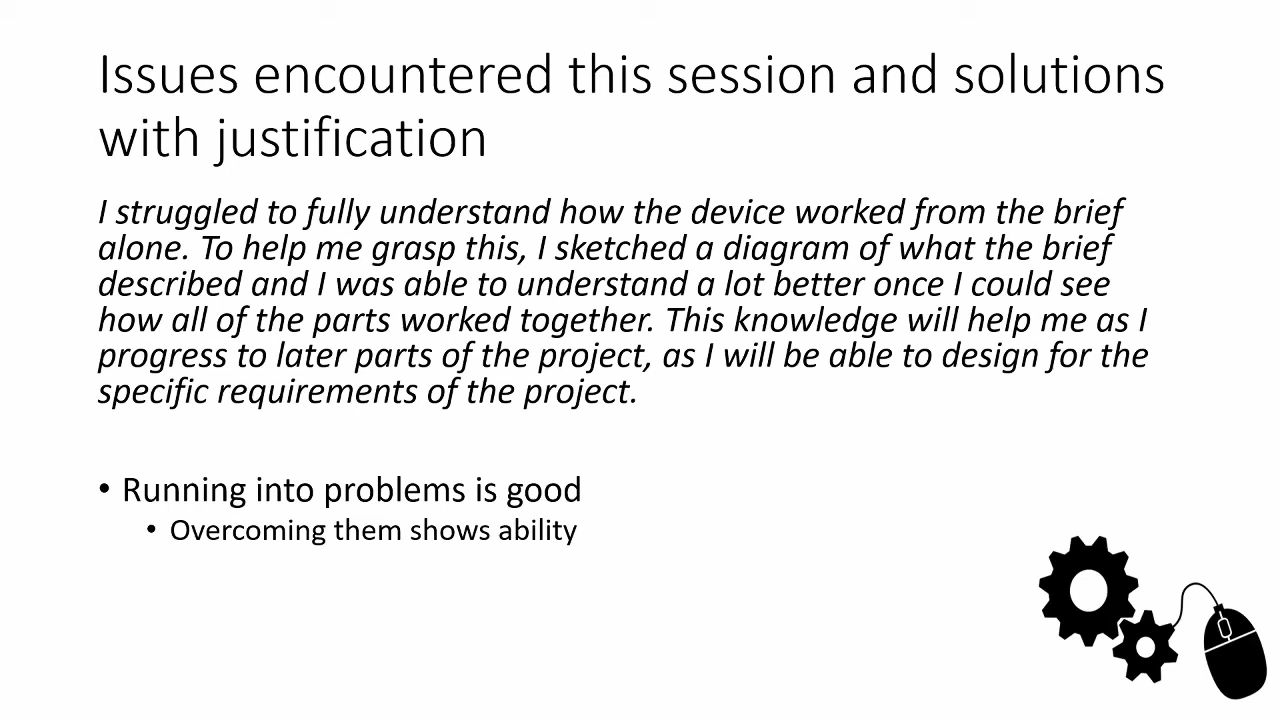 Issues encountered this session and solutions
with justification
I struggled to fully understand how the device worked from the brief
alone. To help me grasp this, I sketched a diagram of what the brief
described and I was able to understand a lot better once I could see
how all of the parts worked together. This knowledge will help me as I
progress to later parts of the project, as I will be able to design for the
specific requirements of the project.
• Running into problems is good
• Overcoming them shows ability